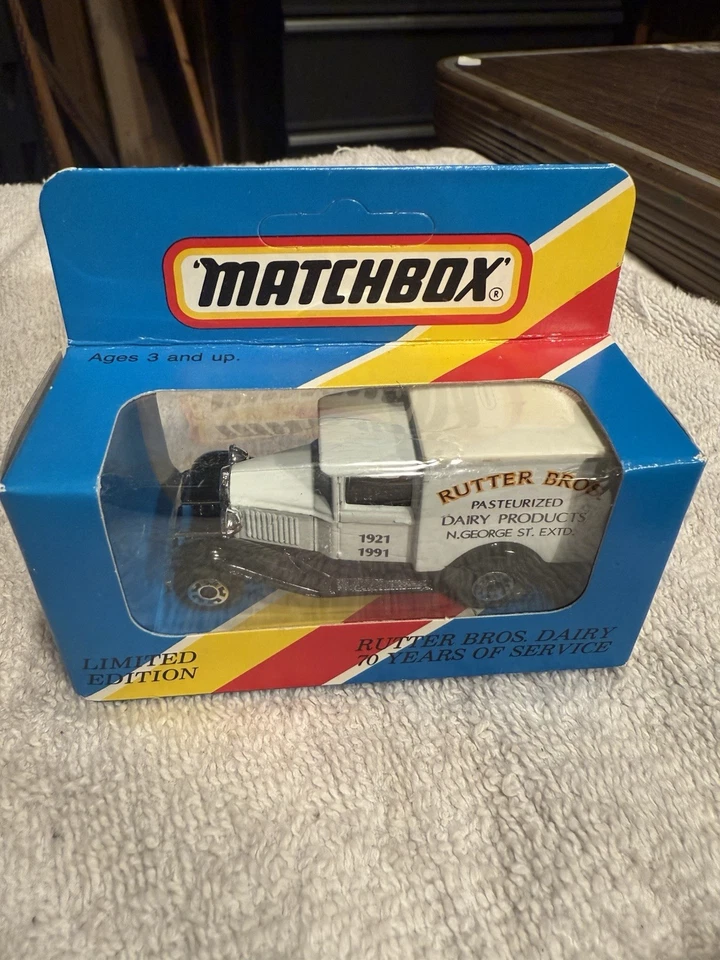 'MATCHBOX'®
Ages 3 and up.
RUTTER BROS.
PASTEURIZED
DAIRY PRODUCTS
N.GEORGE ST. EXTD.
1921
1991
LIMITED
EDITION
RUTTER BROS. DAIRY
70 YEARS OF SERVICE